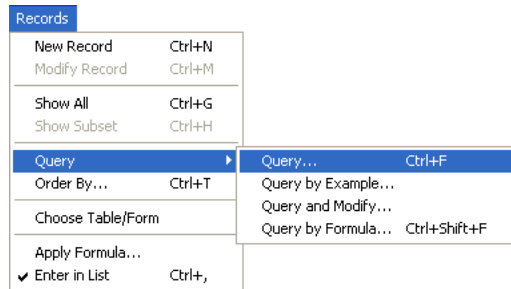 Records
New Record Ctrl+N
Modify Record Ctrl+M
Show All Ctrl+G
Show Subset Ctrl+H
Query Query... Ctrl+F
Order By... Ctrl+T Query by Example...
Query and Modify...
Choose Table/Form
Query by Formula... Ctrl+Shift+F
Apply Formula...
Enter in List Ctrl+,